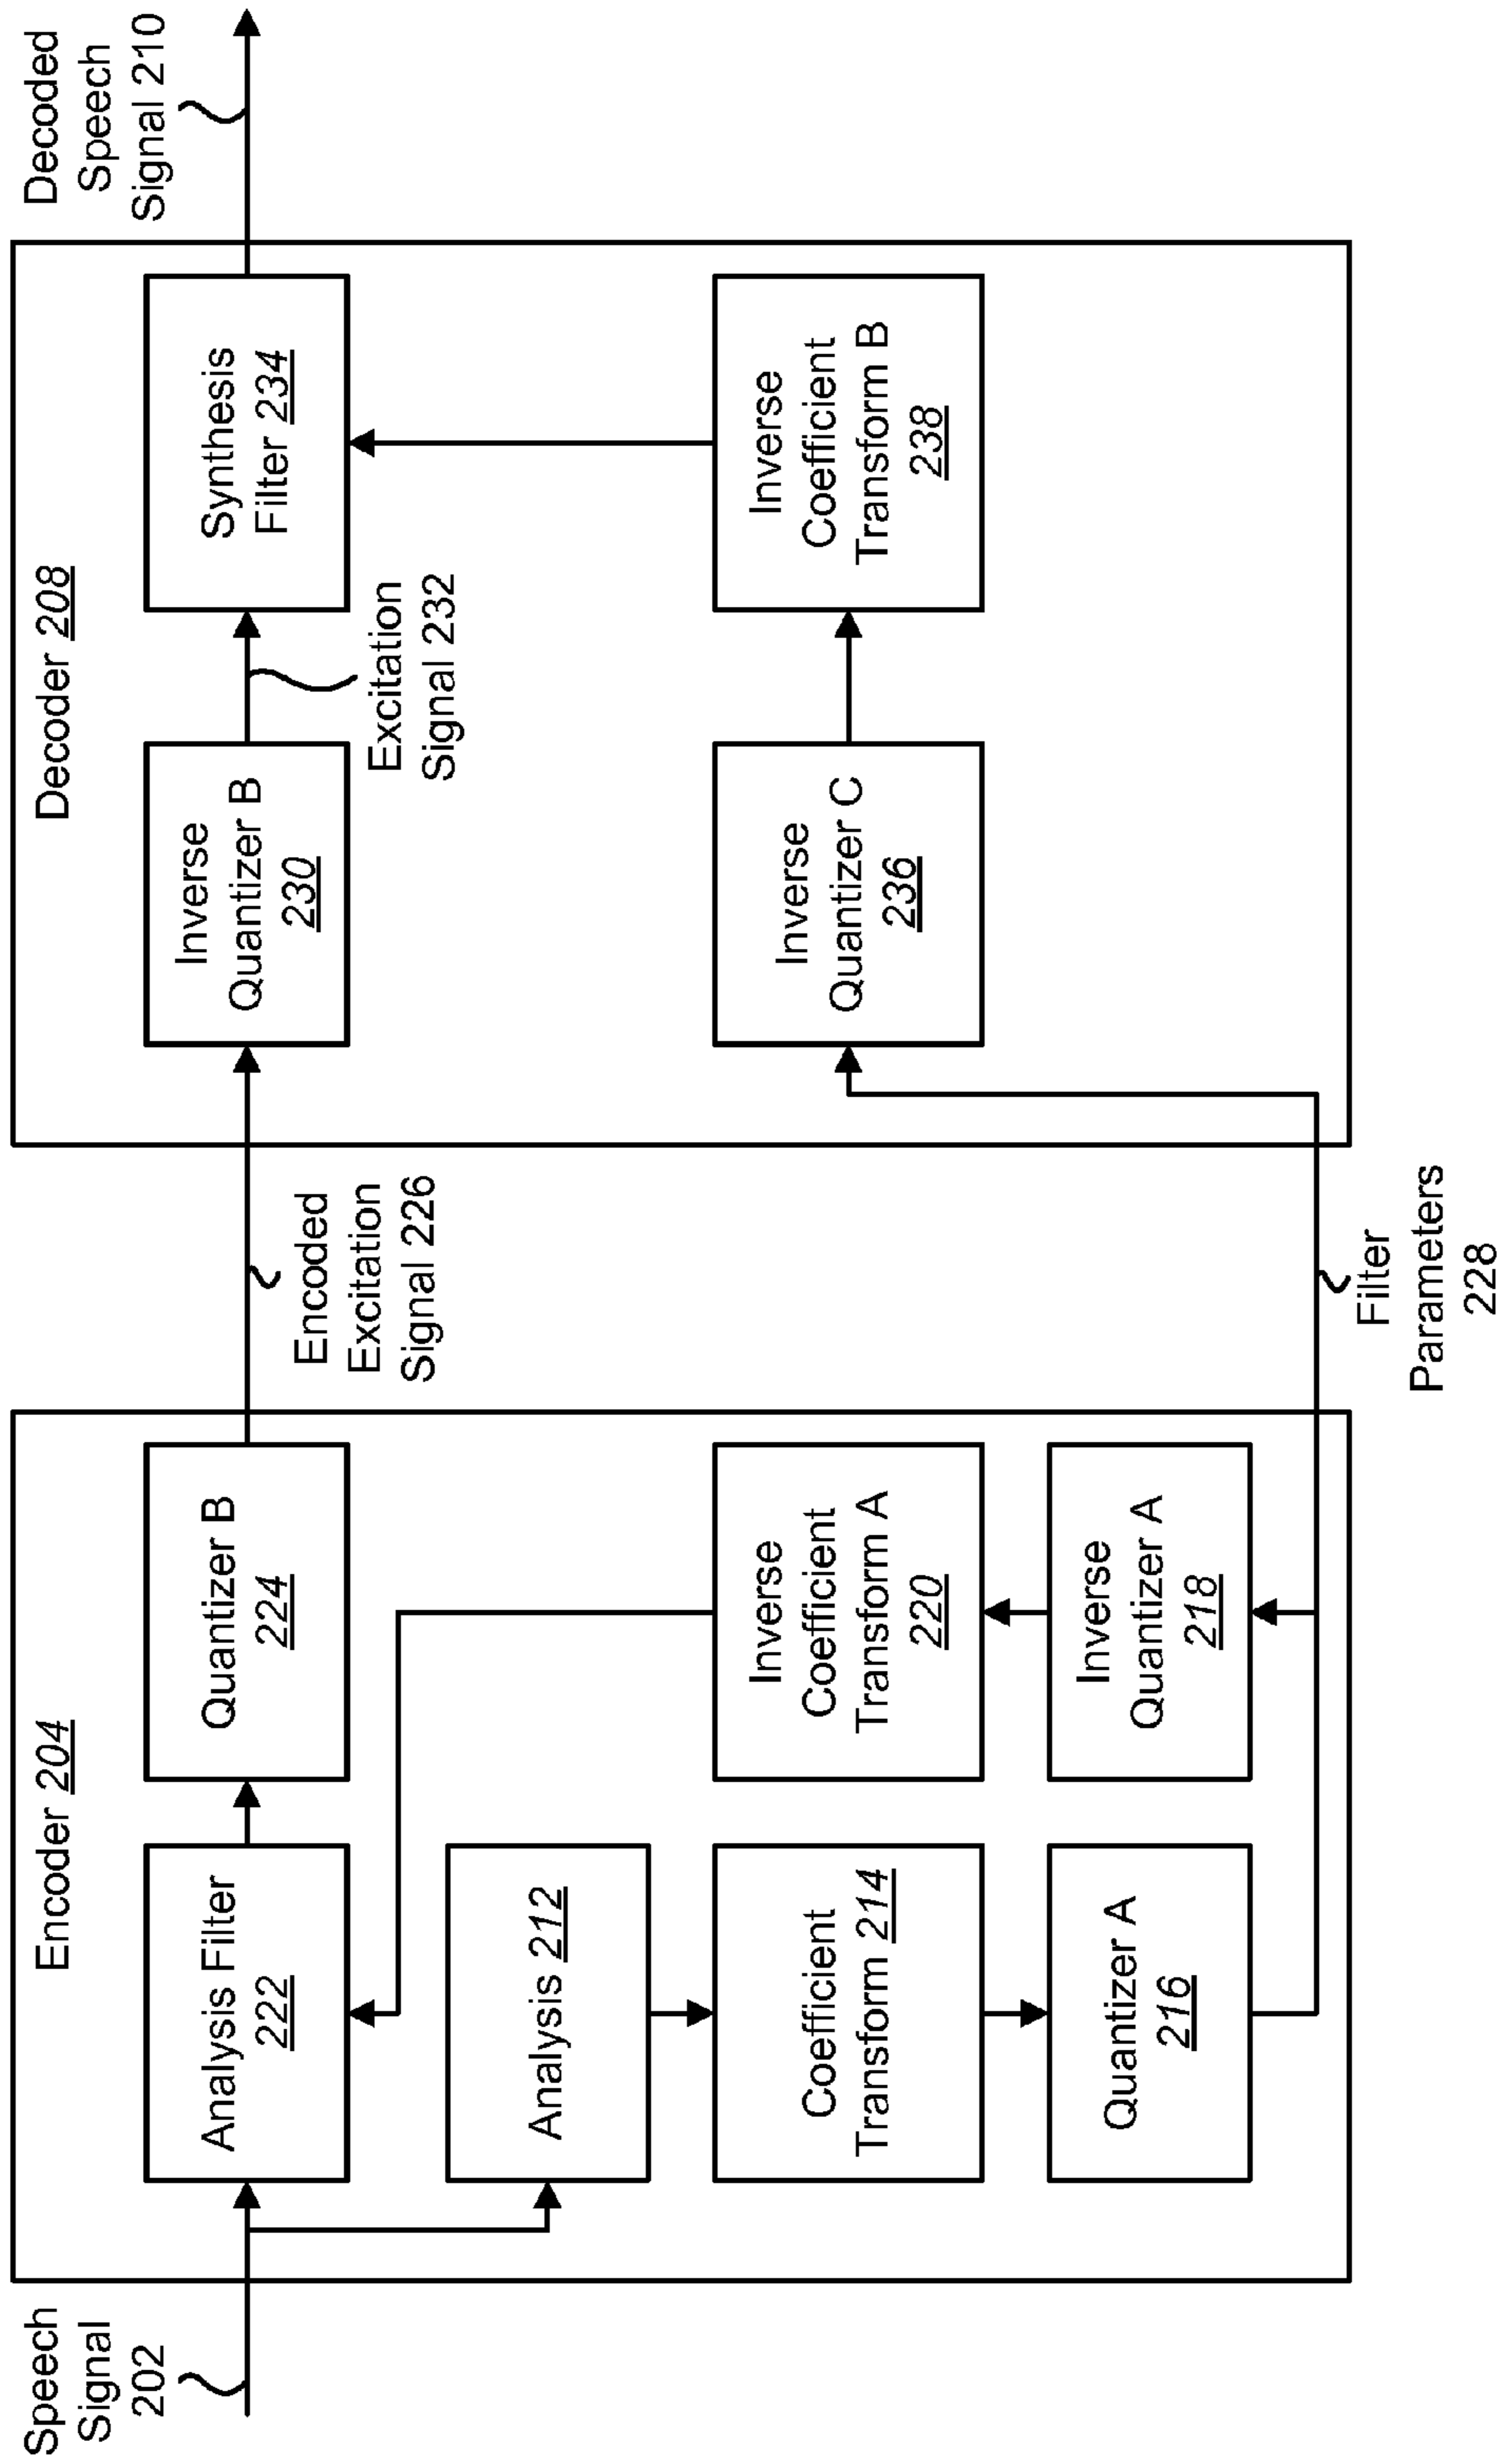 Speech
Signal
202
Encoder 204
Analysis Filter
222
Quantizer B
224
Analysis 212
Coefficient
Transform 214
Inverse
Coefficient
Transform A
220
Quantizer A
216
Inverse
Quantizer A
218
Encoded
Excitation
Signal 226
Filter
Parameters
228
Decoder 208
Inverse
Quantizer B
230
Excitation
Signal 232
Synthesis
Filter 234
Inverse
Quantizer C
236
Inverse
Coefficient
Transform B
238
Decoded
Speech
Signal 210